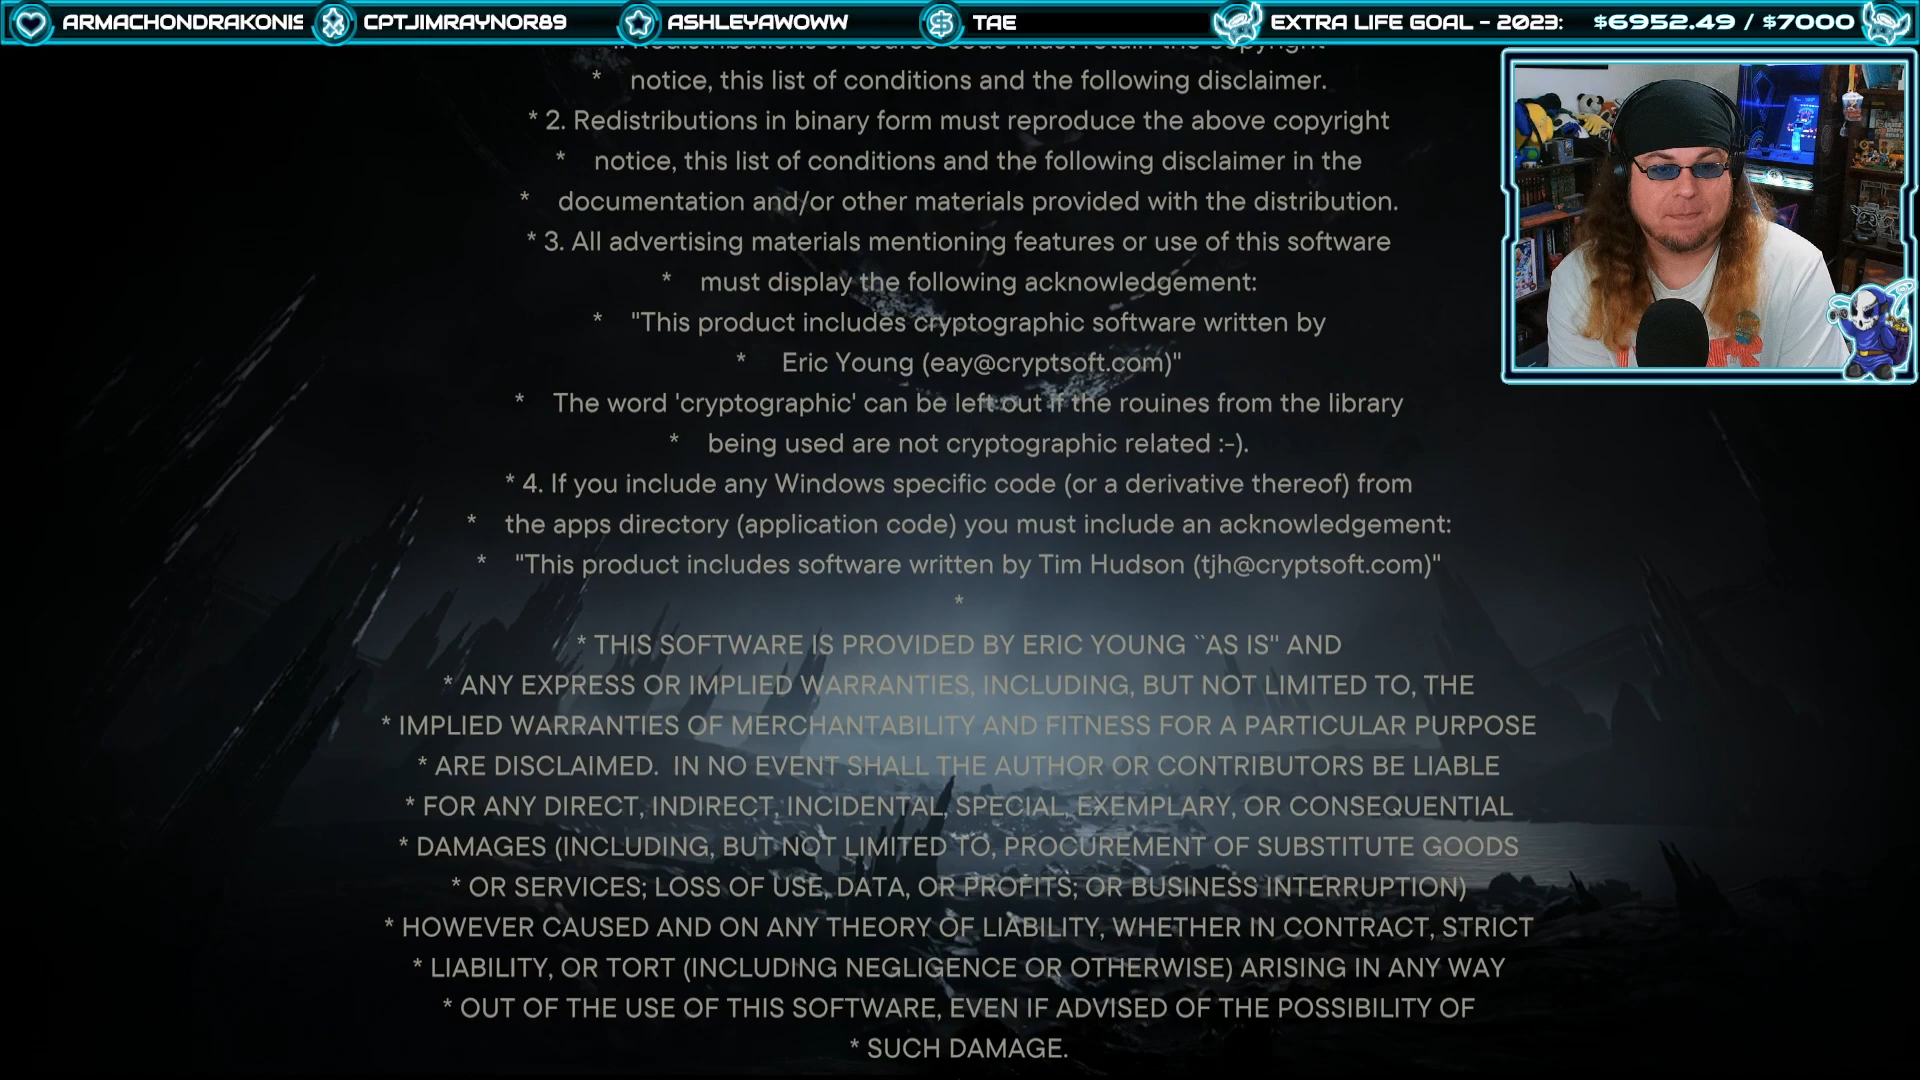 ARMACHONDRAKONIS CPTJIMRAYNOR89 ASHLEYAWOWW TAE EXTRA LIFE GOAL - 2023: $6952.49 / $7000
1. Redistributions of source code must retain the copyright
* notice, this list of conditions and the following disclaimer.
* 2. Redistributions in binary form must reproduce the above copyright
* notice, this list of conditions and the following disclaimer in the
* documentation and/or other materials provided with the distribution.
* 3. All advertising materials mentioning features or use of this software
* must display the following acknowledgement:
* "This product includes cryptographic software written by
* Eric Young (eay@cryptsoft.com)"
* The word 'cryptographic' can be left out if the rouines from the library
* being used are not cryptographic related :-).
* 4. If you include any Windows specific code (or a derivative thereof) from
* the apps directory (application code) you must include an acknowledgement:
* "This product includes software written by Tim Hudson (tjh@cryptsoft.com)"
*
* THIS SOFTWARE IS PROVIDED BY ERIC YOUNG ``AS IS'' AND
* ANY EXPRESS OR IMPLIED WARRANTIES, INCLUDING, BUT NOT LIMITED TO, THE
* IMPLIED WARRANTIES OF MERCHANTABILITY AND FITNESS FOR A PARTICULAR PURPOSE
* ARE DISCLAIMED.  IN NO EVENT SHALL THE AUTHOR OR CONTRIBUTORS BE LIABLE
* FOR ANY DIRECT, INDIRECT, INCIDENTAL, SPECIAL, EXEMPLARY, OR CONSEQUENTIAL
* DAMAGES (INCLUDING, BUT NOT LIMITED TO, PROCUREMENT OF SUBSTITUTE GOODS
* OR SERVICES; LOSS OF USE, DATA, OR PROFITS; OR BUSINESS INTERRUPTION)
* HOWEVER CAUSED AND ON ANY THEORY OF LIABILITY, WHETHER IN CONTRACT, STRICT
* LIABILITY, OR TORT (INCLUDING NEGLIGENCE OR OTHERWISE) ARISING IN ANY WAY
* OUT OF THE USE OF THIS SOFTWARE, EVEN IF ADVISED OF THE POSSIBILITY OF
* SUCH DAMAGE.